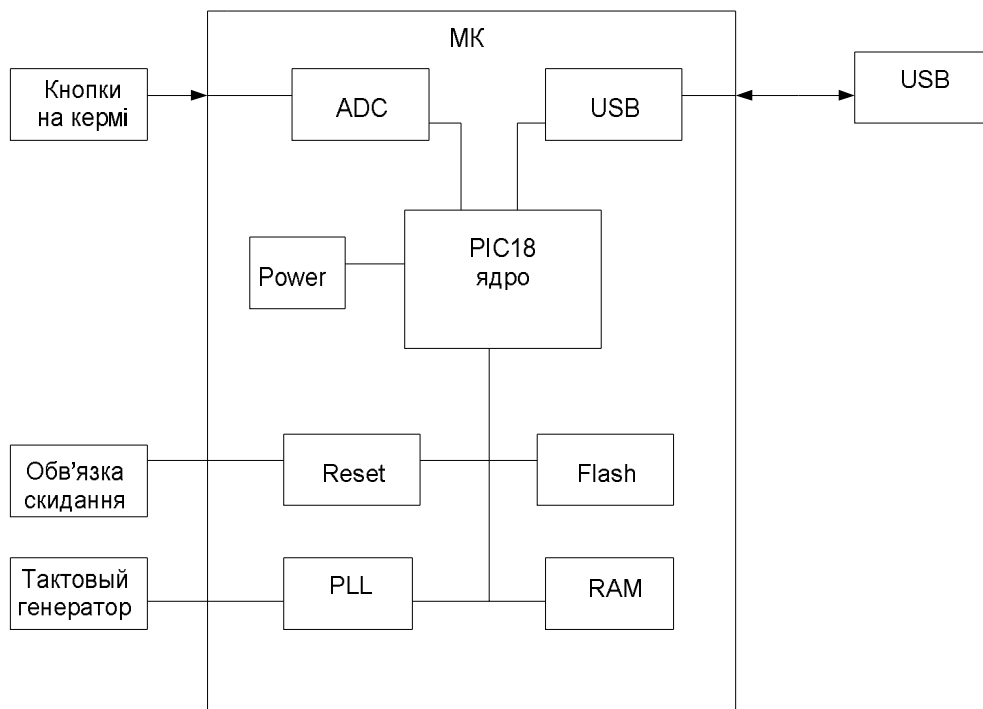 МК
Кнопки
на кермі
ADC
USB
USB
PIC18
ядро
Power
Обв’язка
скидання
Reset
Flash
Тактовый
генератор
PLL
RAM